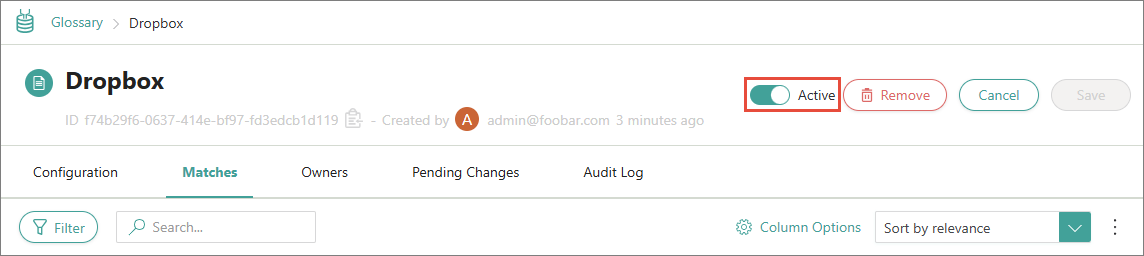 Glossary > Dropbox
Dropbox
Active
Remove
Cancel
Save
ID f74b29f6-0637-414e-bf97-fd3edcb1d119 - Created by A admin@foobar.com 3 minutes ago
Configuration Matches Owners Pending Changes Audit Log
Filter Search... Column Options Sort by relevance